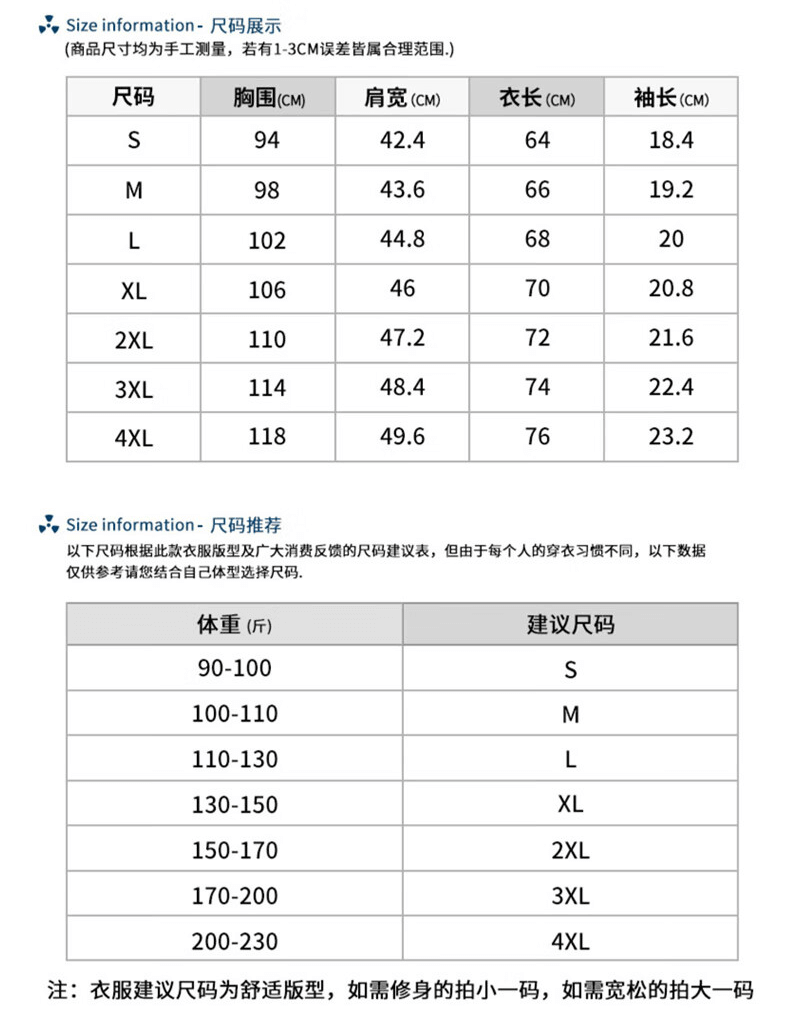 Size information - 尺码展示
(商品尺寸均为手工测量，若有1-3CM误差皆属合理范围.)
尺码 胸围(CM) 肩宽(CM) 衣长(CM) 袖长(CM)
S 94 42.4 64 18.4
M 98 43.6 66 19.2
L 102 44.8 68 20
XL 106 46 70 20.8
2XL 110 47.2 72 21.6
3XL 114 48.4 74 22.4
4XL 118 49.6 76 23.2
Size information - 尺码推荐
以下尺码根据此款衣服版型及广大消费反馈的尺码建议表，但由于每个人的穿衣习惯不同，以下数据
仅供参考请您结合自己体型选择尺码.
体重 (斤) 建议尺码
90-100 S
100-110 M
110-130 L
130-150 XL
150-170 2XL
170-200 3XL
200-230 4XL
注：衣服建议尺码为舒适版型，如需修身的拍小一码，如需宽松的拍大一码